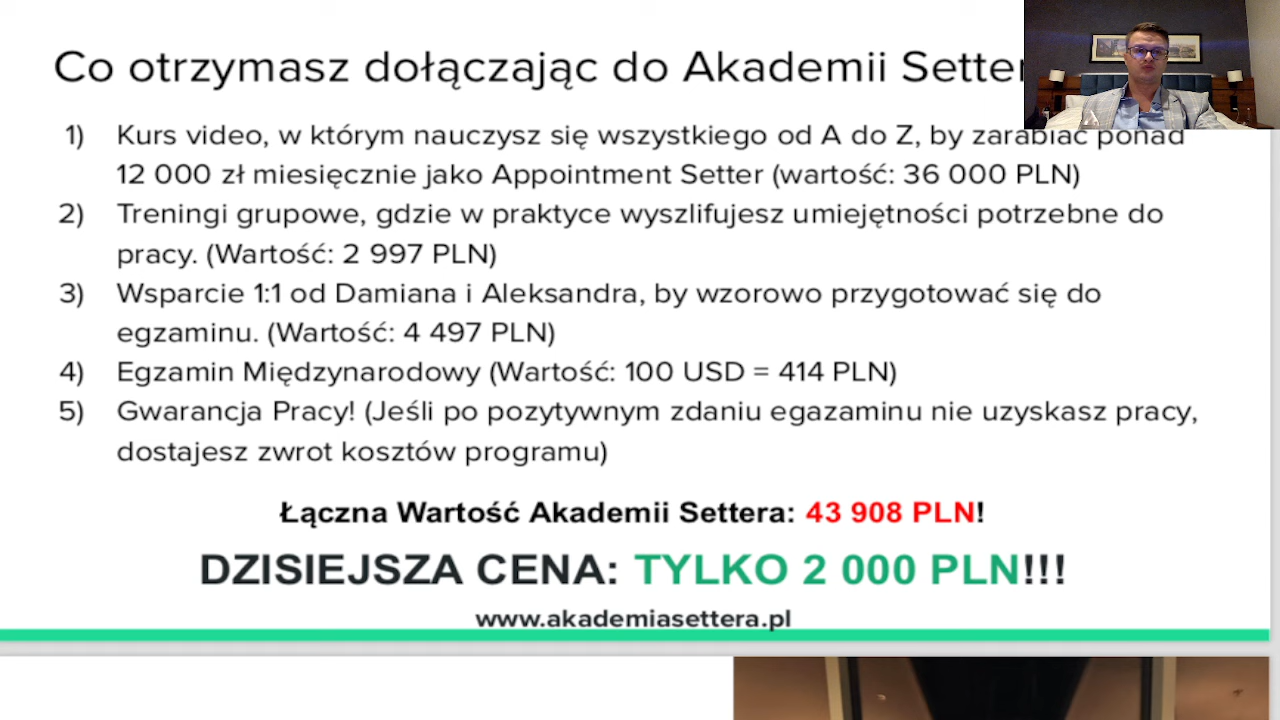 Co otrzymasz dołączając do Akademii Setter
1) Kurs video, w którym nauczysz się wszystkiego od A do Z, by zarabiać ponad
12 000 zł miesięcznie jako Appointment Setter (wartość: 36 000 PLN)
2) Treningi grupowe, gdzie w praktyce wyszlifujesz umiejętności potrzebne do
pracy. (Wartość: 2 997 PLN)
3) Wsparcie 1:1 od Damiana i Aleksandra, by wzorowo przygotować się do
egzaminu. (Wartość: 4 497 PLN)
4) Egzamin Międzynarodowy (Wartość: 100 USD = 414 PLN)
5) Gwarancja Pracy! (Jeśli po pozytywnym zdaniu egazaminu nie uzyskasz pracy,
dostajesz zwrot kosztów programu)
Łączna Wartość Akademii Settera: 43 908 PLN!
DZISIEJSZA CENA: TYLKO 2 000 PLN!!!
www.akademiasettera.pl